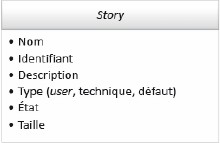 Story
• Nom
• Identifiant
• Description
• Type (user, technique, défaut)
• État
• Taille